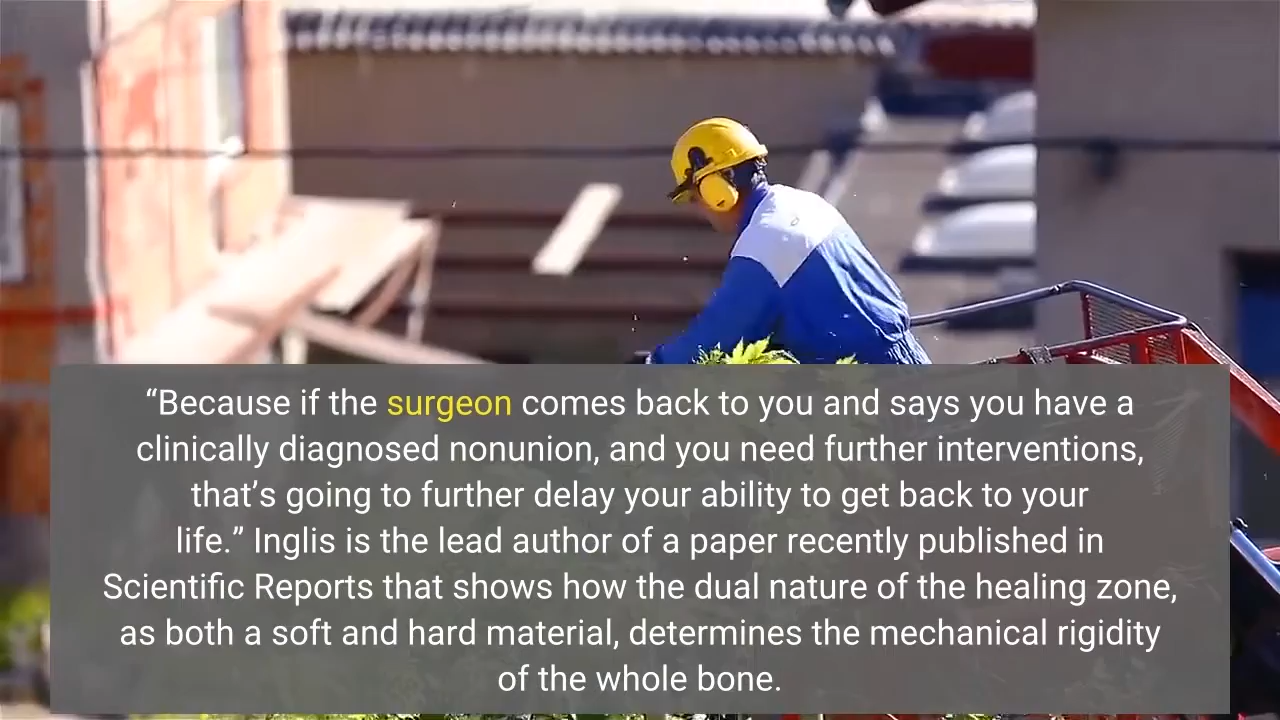 “Because if the surgeon comes back to you and says you have a
clinically diagnosed nonunion, and you need further interventions,
that’s going to further delay your ability to get back to your
life.” Inglis is the lead author of a paper recently published in
Scientific Reports that shows how the dual nature of the healing zone,
as both a soft and hard material, determines the mechanical rigidity
of the whole bone.